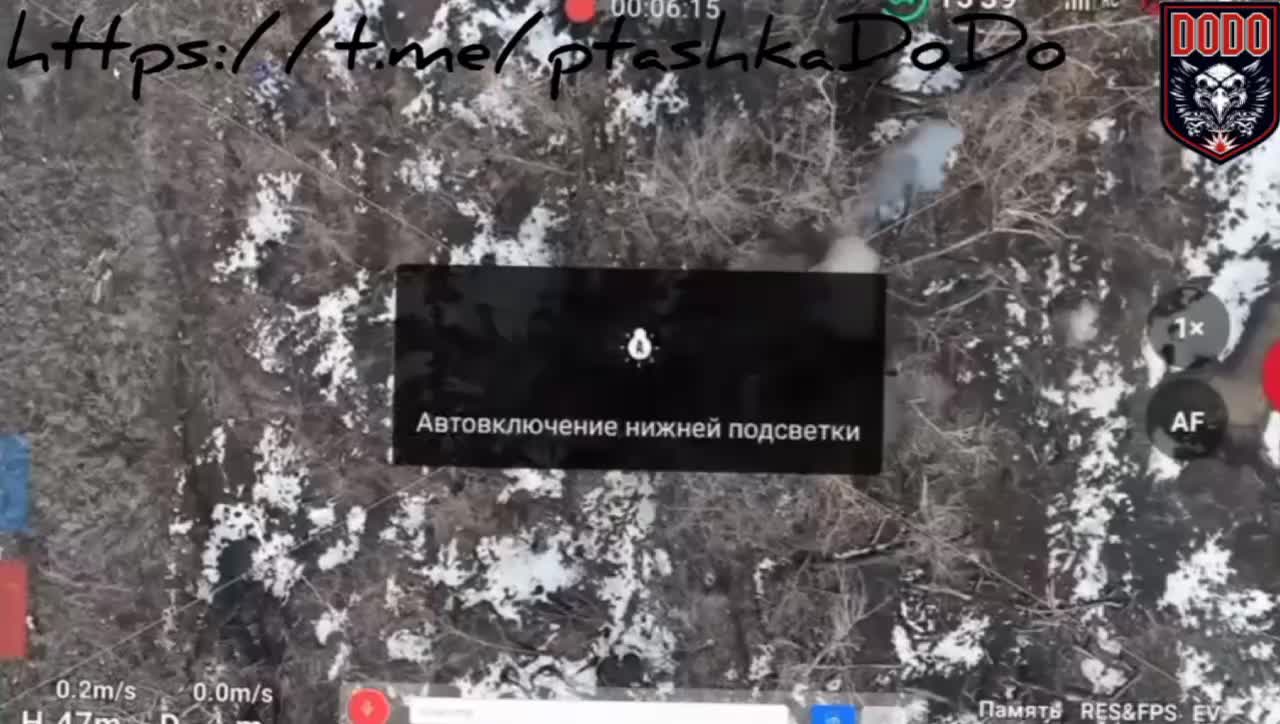 00:06:15
https://t.me/ptashkaDoDo
DODO
1×
Автовключение нижней подсветки
AF
0.2m/s 0.0m/s
H 47m D
Память RES&FPS EV